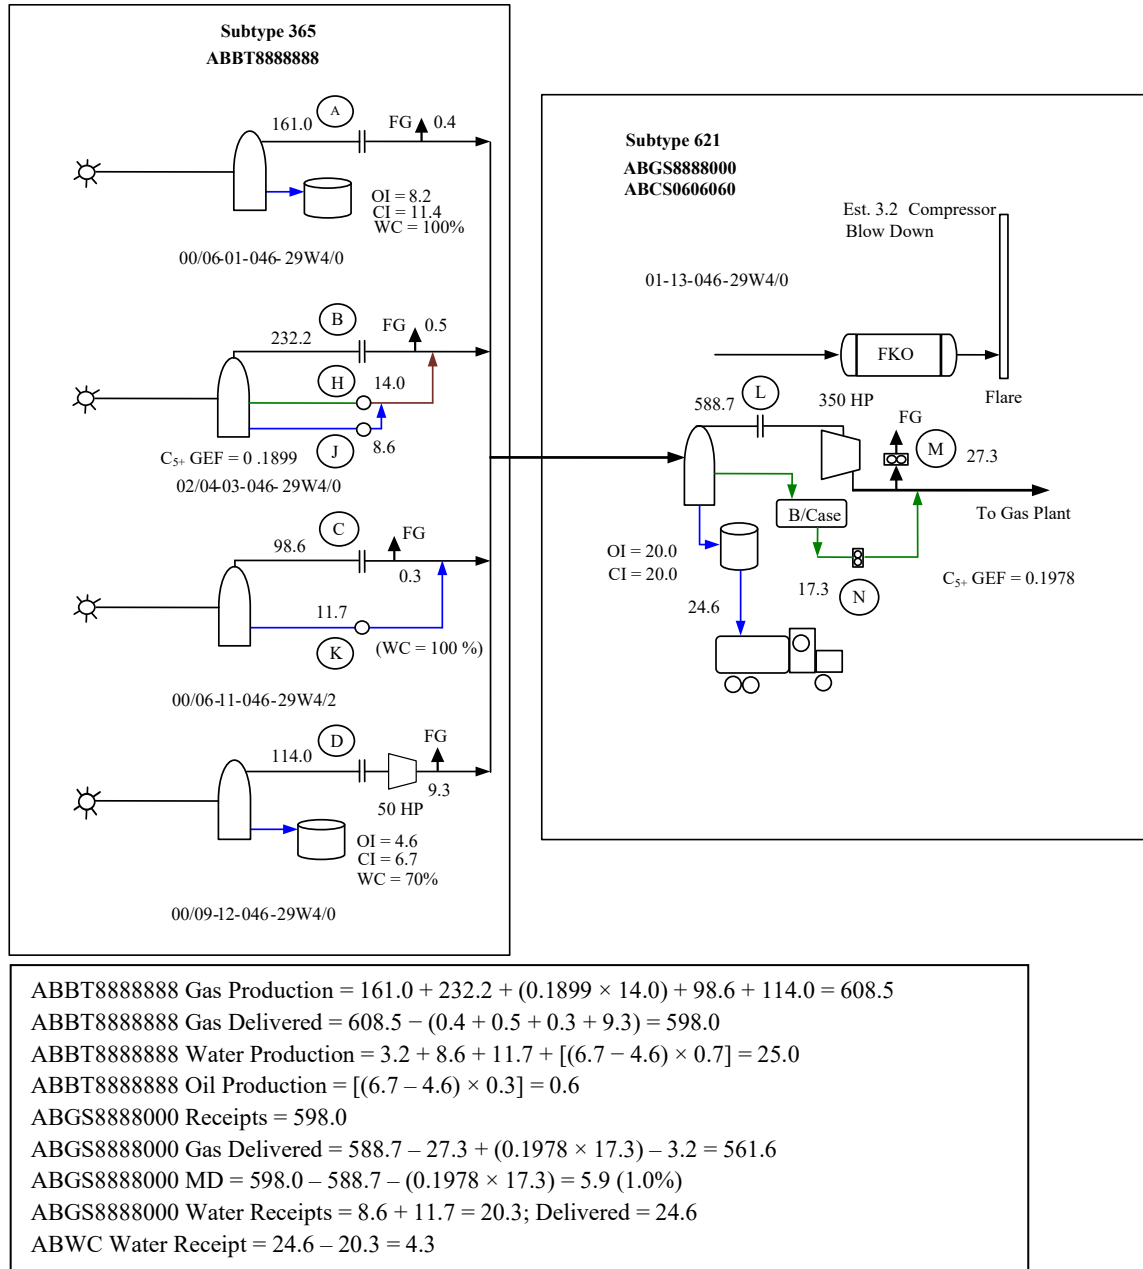 Subtype 365
ABBT8888888
A
161.0
FG
0.4
OI = 8.2
CI = 11.4
WC = 100%
00/06-01-046-29W4/0
B
232.2
FG
0.5
H
14.0
J
8.6
C5+ GEF = 0 .1899
02/04-03-046-29W4/0
C
98.6
FG
0.3
11.7
K
(WC = 100 %)
00/06-11-046-29W4/2
D
114.0
FG
9.3
50 HP
OI = 4.6
CI = 6.7
WC = 70%
00/09-12-046-29W4/0
Subtype 621
ABGS8888000
ABCS0606060
Est. 3.2 Compressor
Blow Down
01-13-046-29W4/0
FKO
Flare
L
588.7
350 HP
FG
M
27.3
To Gas Plant
B/Case
OI = 20.0
CI = 20.0
24.6
17.3
N
C5+ GEF = 0.1978
ABBT8888888 Gas Production = 161.0 + 232.2 + (0.1899 × 14.0) + 98.6 + 114.0 = 608.5
ABBT8888888 Gas Delivered = 608.5 − (0.4 + 0.5 + 0.3 + 9.3) = 598.0
ABBT8888888 Water Production = 3.2 + 8.6 + 11.7 + [(6.7 − 4.6) × 0.7] = 25.0
ABBT8888888 Oil Production = [(6.7 – 4.6) × 0.3] = 0.6
ABGS8888000 Receipts = 598.0
ABGS8888000 Gas Delivered = 588.7 – 27.3 + (0.1978 × 17.3) – 3.2 = 561.6
ABGS8888000 MD = 598.0 – 588.7 – (0.1978 × 17.3) = 5.9 (1.0%)
ABGS8888000 Water Receipts = 8.6 + 11.7 = 20.3; Delivered = 24.6
ABWC Water Receipt = 24.6 – 20.3 = 4.3